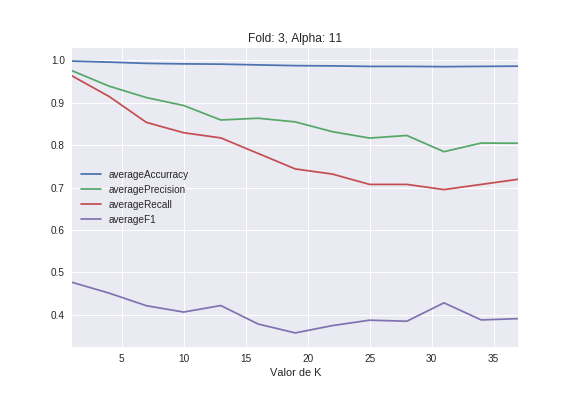 Fold: 3, Alpha: 11
1.0
0.9
0.8
0.7
0.6
0.5
0.4
averageAccurracy
averagePrecision
averageRecall
averageF1
5 10 15 20 25 30 35
Valor de K